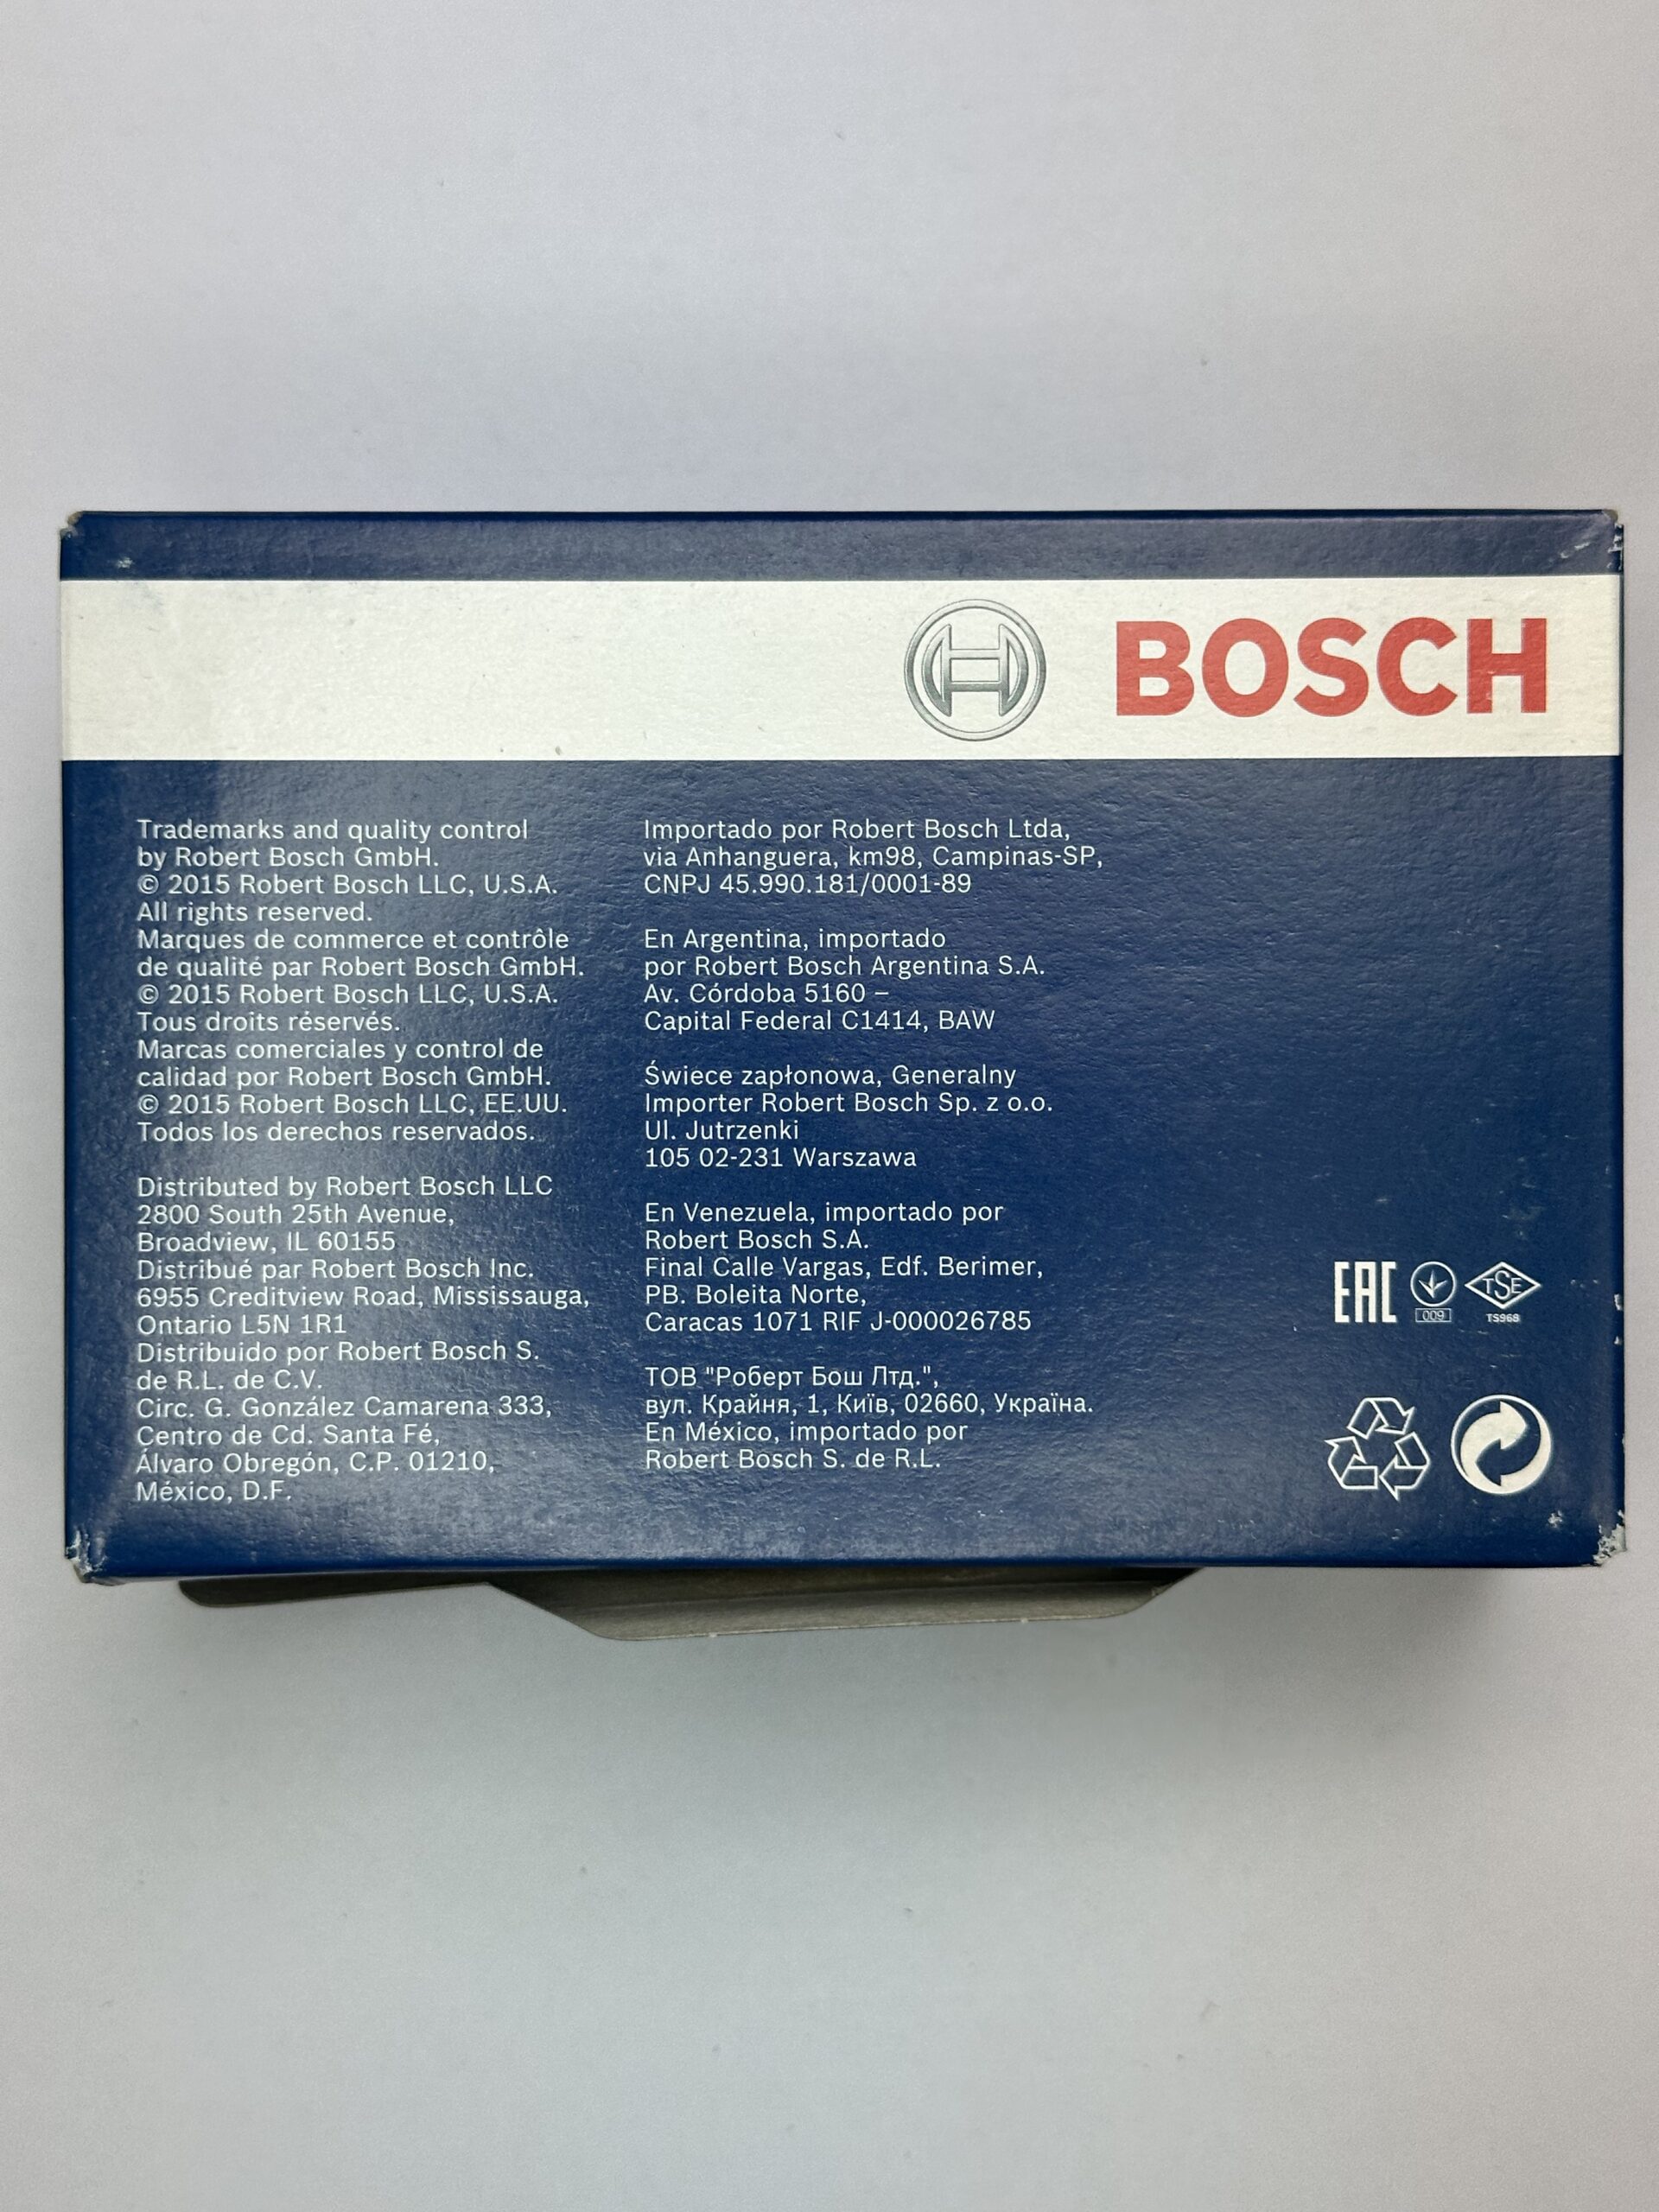 BOSCH
Trademarks and quality control
by Robert Bosch GmbH.
© 2015 Robert Bosch LLC, U.S.A.
All rights reserved.
Marques de commerce et contrôle
de qualité par Robert Bosch GmbH.
© 2015 Robert Bosch LLC, U.S.A.
Tous droits réservés.
Marcas comerciales y control de
calidad por Robert Bosch GmbH.
© 2015 Robert Bosch LLC, EE.UU.
Todos los derechos reservados.
Distributed by Robert Bosch LLC
2800 South 25th Avenue,
Broadview, IL 60155
Distribué par Robert Bosch Inc.
6955 Creditview Road, Mississauga,
Ontario L5N 1R1
Distribuido por Robert Bosch S.
de R.L. de C.V.
Circ. G. González Camarena 333,
Centro de Cd. Santa Fé,
Álvaro Obregón, C.P. 01210,
México, D.F.
Importado por Robert Bosch Ltda,
via Anhanguera, km98, Campinas-SP,
CNPJ 45.990.181/0001-89
En Argentina, importado
por Robert Bosch Argentina S.A.
Av. Córdoba 5160 –
Capital Federal C1414, BAW
Świece zapłonowa, Generalny
Importer Robert Bosch Sp. z o.o.
Ul. Jutrzenki
105 02-231 Warszawa
En Venezuela, importado por
Robert Bosch S.A.
Final Calle Vargas, Edf. Berimer,
PB. Boleita Norte,
Caracas 1071 RIF J-000026785
ТОВ "Роберт Бош Лтд.",
вул. Крайня, 1, Київ, 02660, Україна.
En México, importado por
Robert Bosch S. de R.L.
EAC
009
TSE
TS968